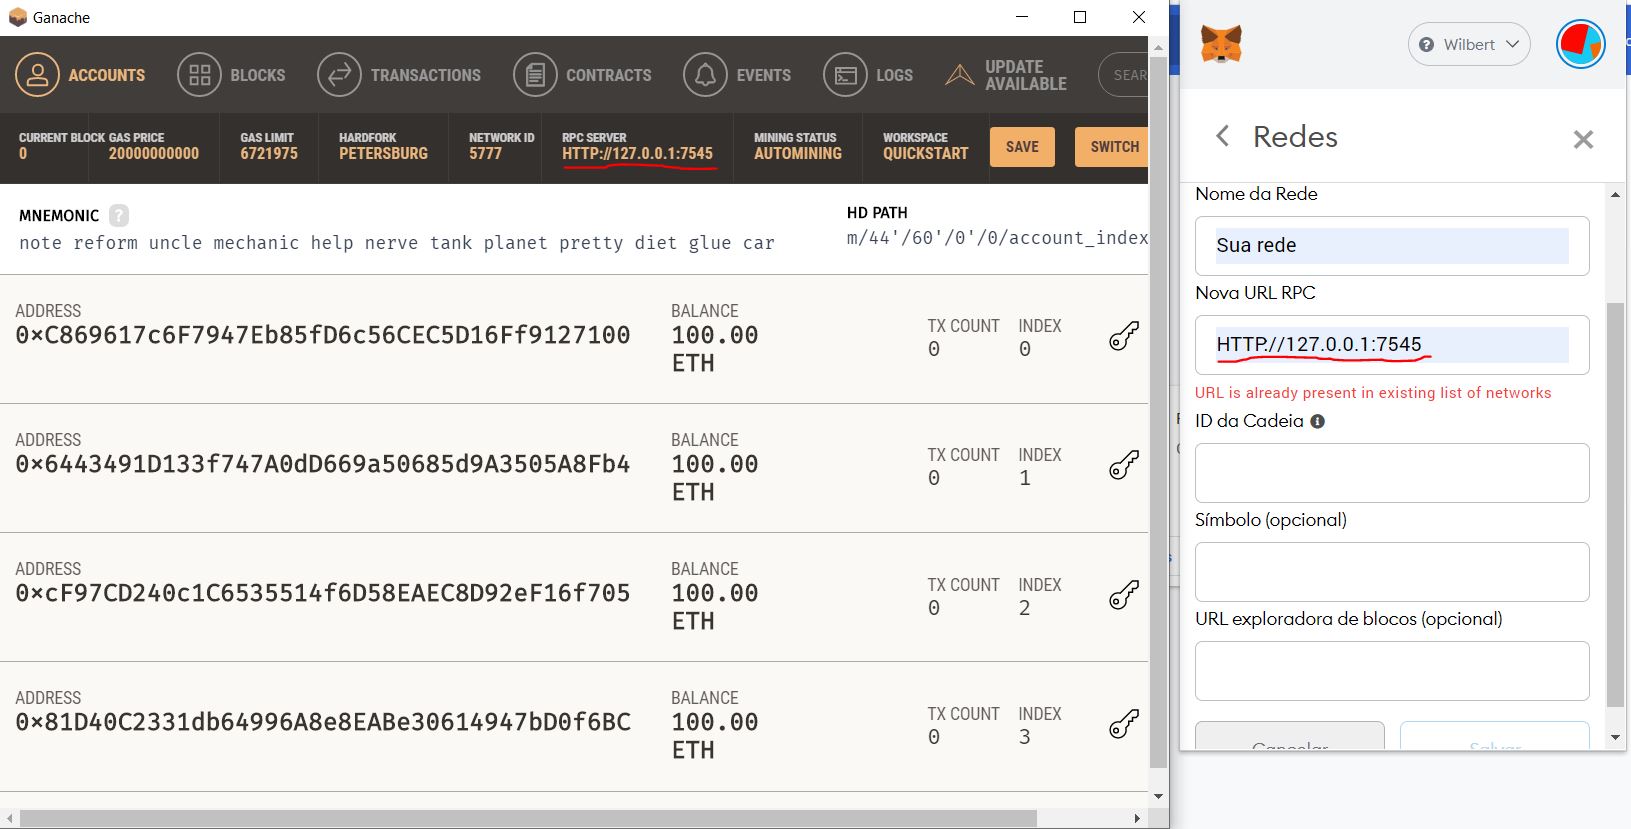 Ganache
ACCOUNTS
BLOCKS
TRANSACTIONS
CONTRACTS
EVENTS
LOGS
UPDATE
AVAILABLE
SEAR
CURRENT BLOCK
0
GAS PRICE
20000000000
GAS LIMIT
6721975
HARDFORK
PETERSBURG
NETWORK ID
5777
RPC SERVER
HTTP://127.0.0.1:7545
MINING STATUS
AUTOMINING
WORKSPACE
QUICKSTART
SAVE
SWITCH
MNEMONIC ?
note reform uncle mechanic help nerve tank planet pretty diet glue car
HD PATH
m/44'/60'/0'/0/account_index
ADDRESS
0×C869617c6F7947Eb85fD6c56CEC5D16Ff9127100
BALANCE
100.00
ETH
TX COUNT
0
INDEX
0
ADDRESS
0×6443491D133f747A0dD669a50685d9A3505A8Fb4
BALANCE
100.00
ETH
TX COUNT
0
INDEX
1
ADDRESS
0×cF97CD240c1C6535514f6D58EAEC8D92eF16f705
BALANCE
100.00
ETH
TX COUNT
0
INDEX
2
ADDRESS
0×81D40C2331db64996A8e8EABe30614947bD0f6BC
BALANCE
100.00
ETH
TX COUNT
0
INDEX
3
? Wilbert
Redes
Nome da Rede
Sua rede
Nova URL RPC
HTTP://127.0.0.1:7545
URL is already present in existing list of networks
ID da Cadeia
Símbolo (opcional)
URL exploradora de blocos (opcional)
Cancelar
Salvar